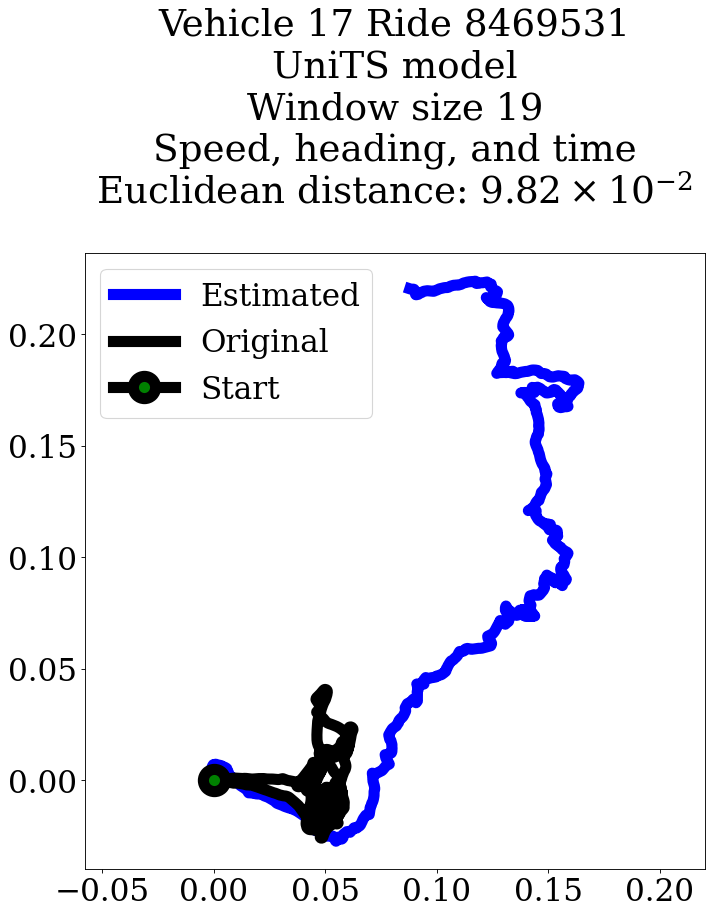 Vehicle 17 Ride 8469531
UniTS model
Window size 19
Speed, heading, and time
Euclidean distance: 9.82 × 10⁻²
Estimated
Original
Start
0.20
0.15
0.10
0.05
0.00
−0.05 0.00 0.05 0.10 0.15 0.20